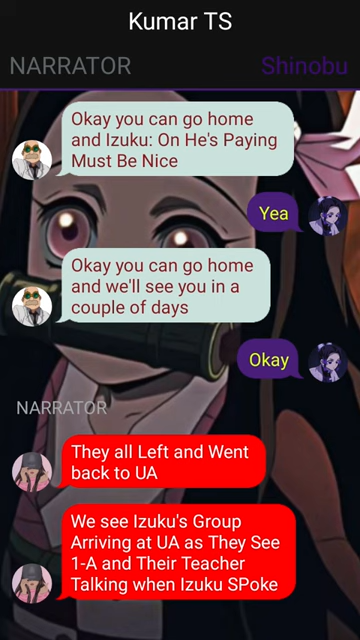 Kumar TS
NARRATOR
Shinobu
Okay you can go home
and Izuku: On He's Paying
Must Be Nice
Yea
Okay you can go home
and we'll see you in a
couple of days
Okay
NARRATOR
They all Left and Went
back to UA
We see Izuku's Group
Arriving at UA as They See
1-A and Their Teacher
Talking when Izuku SPoke